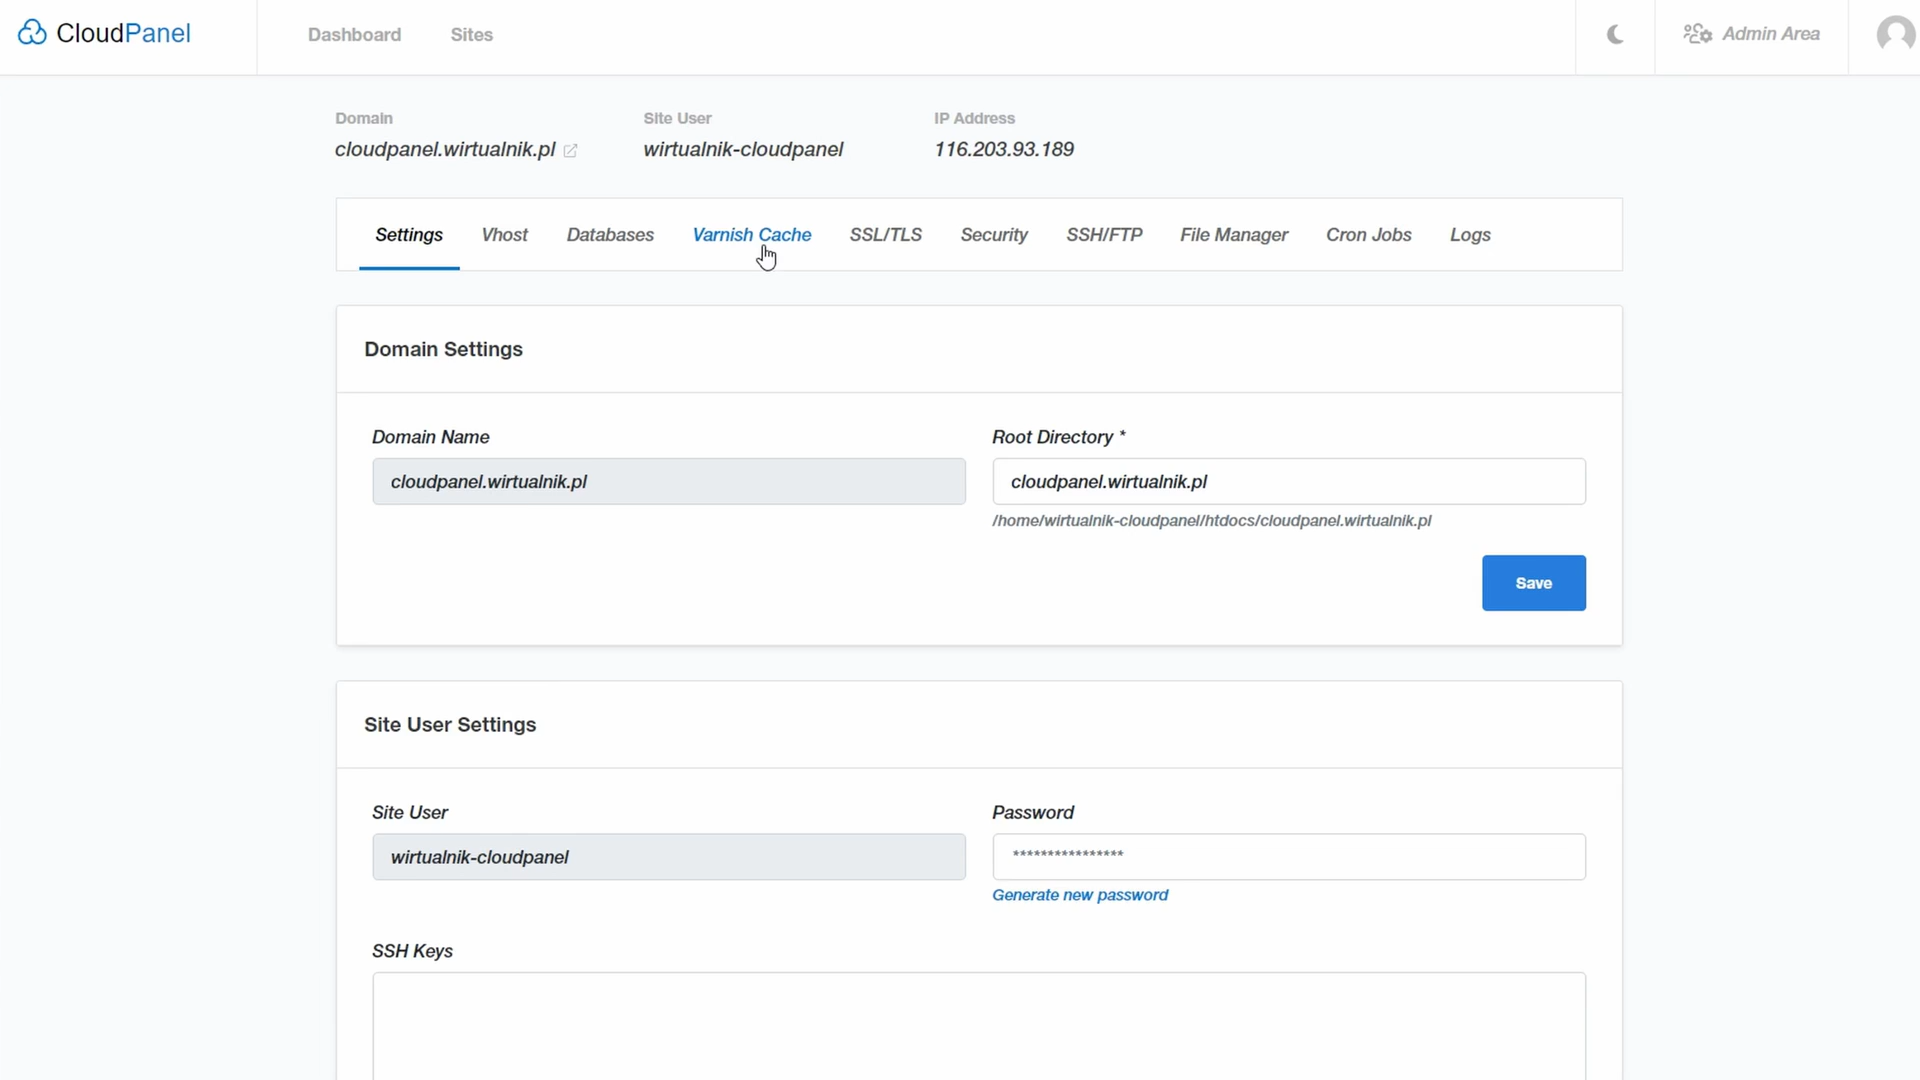 CloudPanel
Dashboard Sites
Admin Area
Domain Site User IP Address
cloudpanel.wirtualnik.pl wirtualnik-cloudpanel 116.203.93.189
Settings Vhost Databases Varnish Cache SSL/TLS Security SSH/FTP File Manager Cron Jobs Logs
Domain Settings
Domain Name Root Directory *
cloudpanel.wirtualnik.pl cloudpanel.wirtualnik.pl
/home/wirtualnik-cloudpanel/htdocs/cloudpanel.wirtualnik.pl
Save
Site User Settings
Site User Password
wirtualnik-cloudpanel ****************
Generate new password
SSH Keys